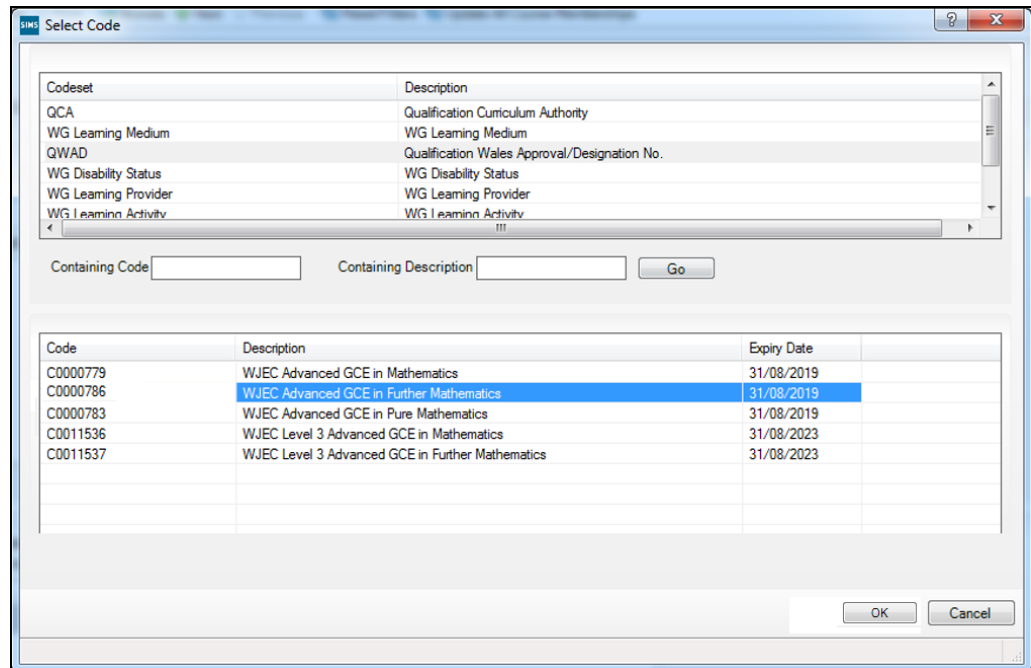 SIMS Select Code
Codeset Description
QCA Qualification Curriculum Authority
WG Learning Medium WG Learning Medium
QWAD Qualification Wales Approval/Designation No.
WG Disability Status WG Disability Status
WG Learning Provider WG Learning Provider
WG Learning Activity WG Learning Activity
Containing Code Containing Description Go
Code Description Expiry Date
C0000779 WJEC Advanced GCE in Mathematics 31/08/2019
C0000786 WJEC Advanced GCE in Further Mathematics 31/08/2019
C0000783 WJEC Advanced GCE in Pure Mathematics 31/08/2019
C0011536 WJEC Level 3 Advanced GCE in Mathematics 31/08/2023
C0011537 WJEC Level 3 Advanced GCE in Further Mathematics 31/08/2023
OK Cancel